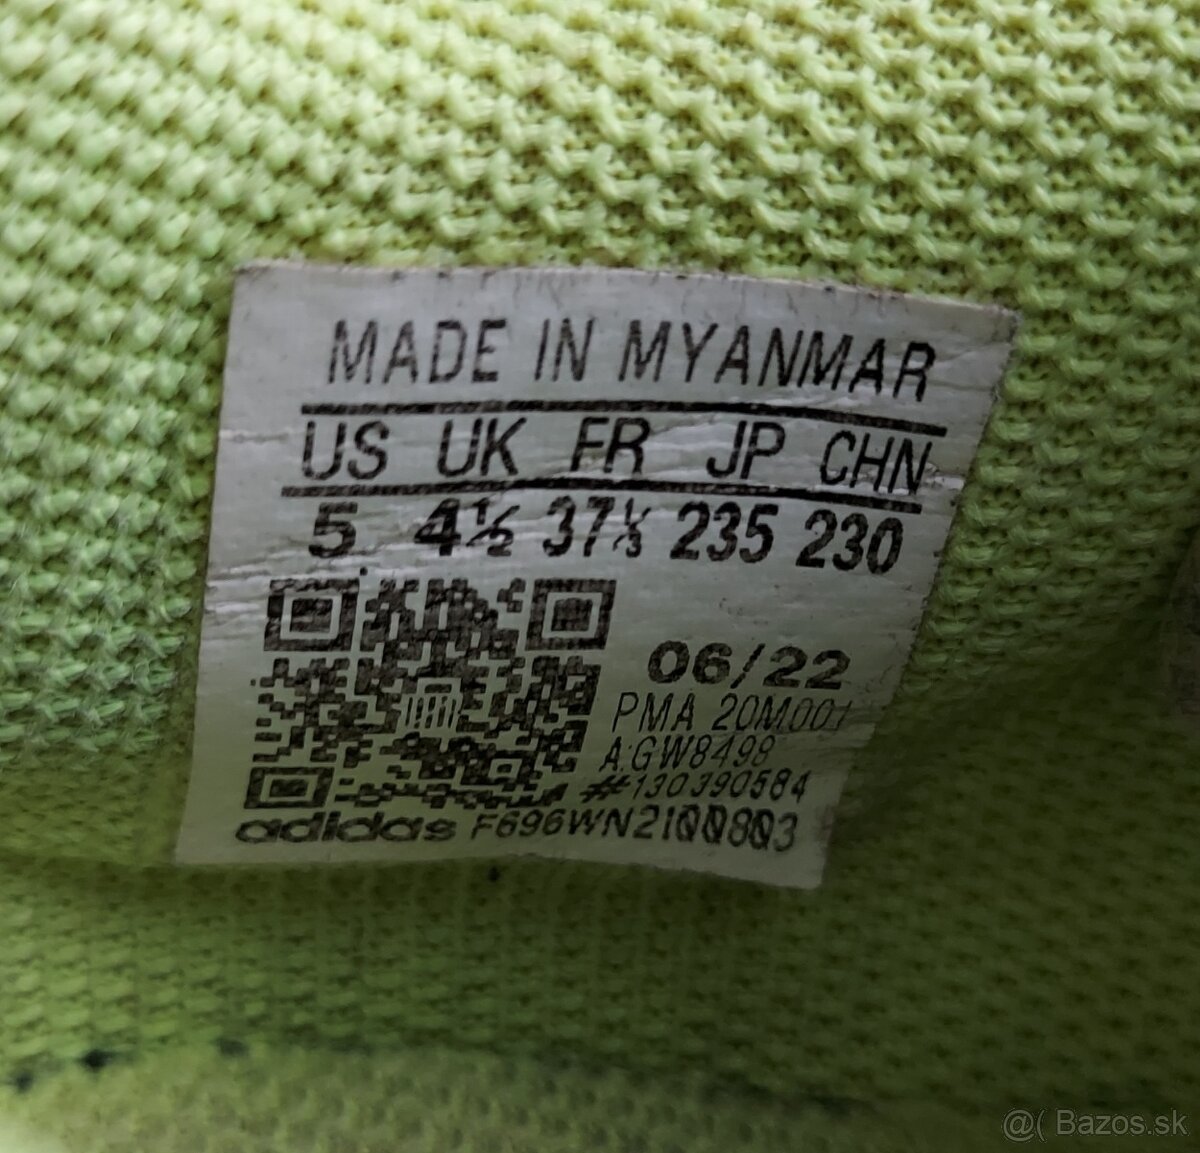 MADE IN MYANMAR
US UK FR JP CHN
5 4½ 37⅓ 235 230
06/22
PMA 20M001
A:GW8498
#130390584
adidas F696WN2100803
@( Bazos.sk